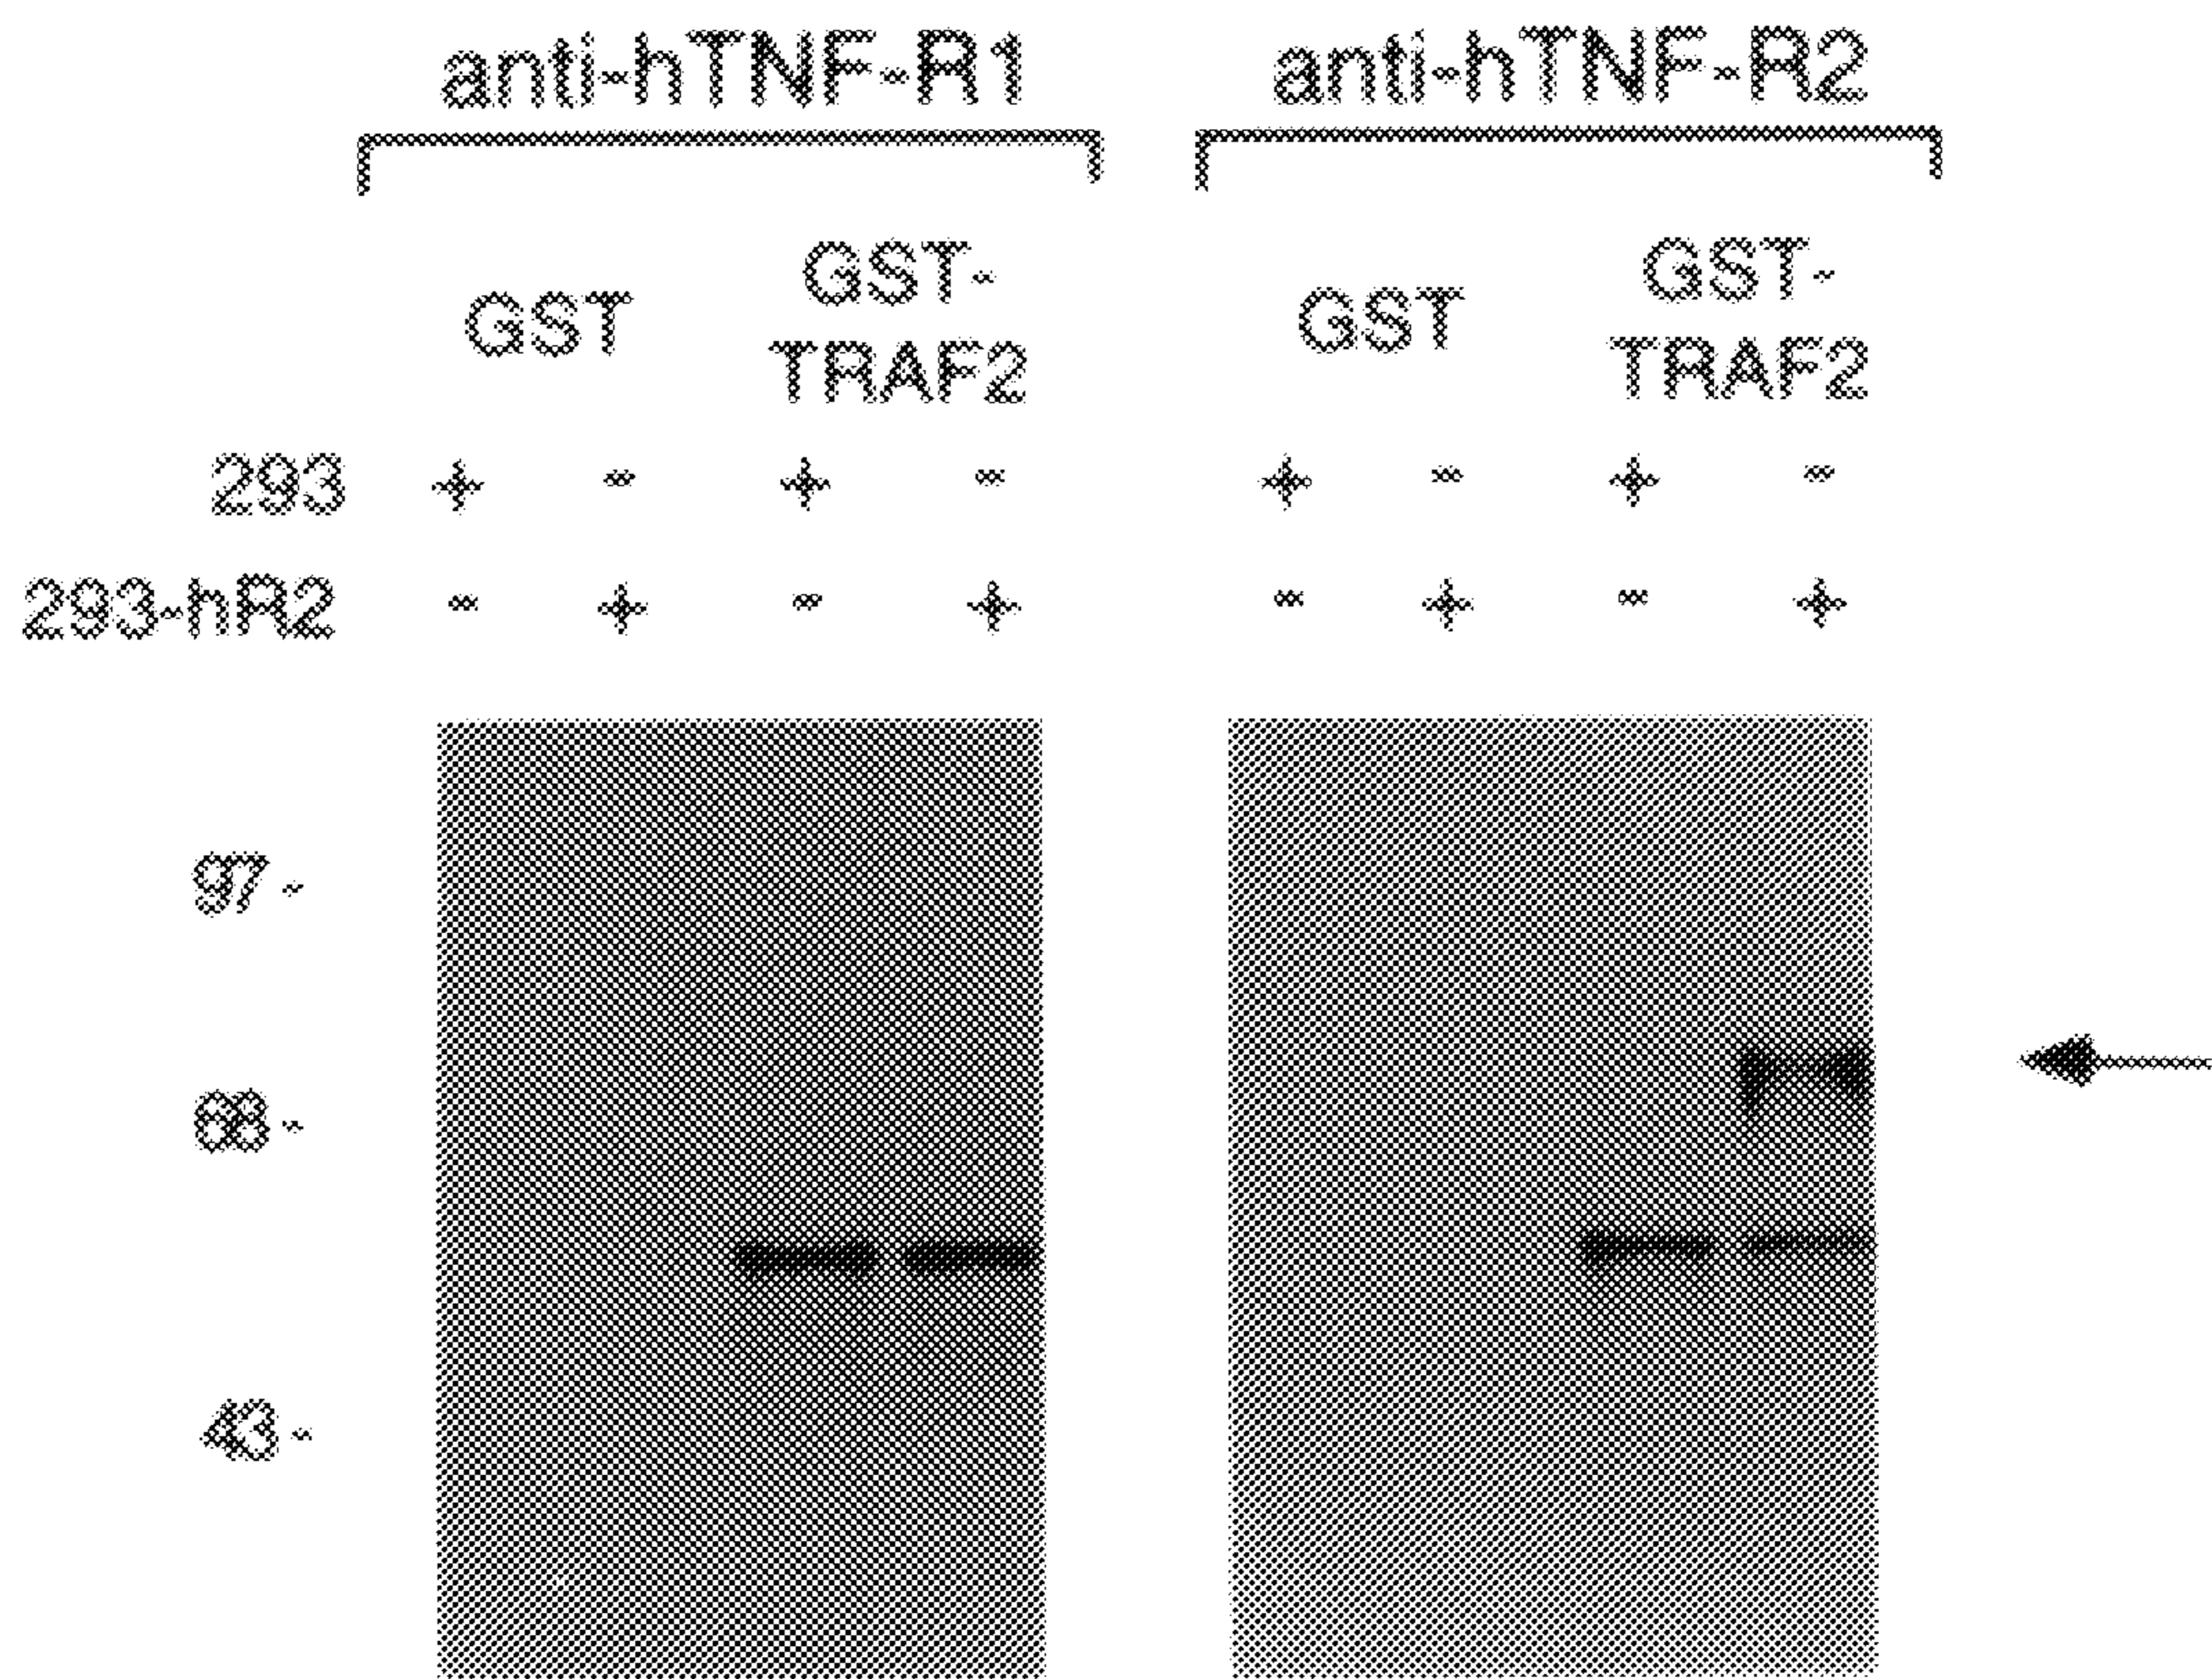 anti-hTNF-R1 anti-hTNF-R2
GST GST-TRAF2 GST GST-TRAF2
293 + - + - + - + -
293-hR2 - + - + - + - +
97 -
68 -
43 -